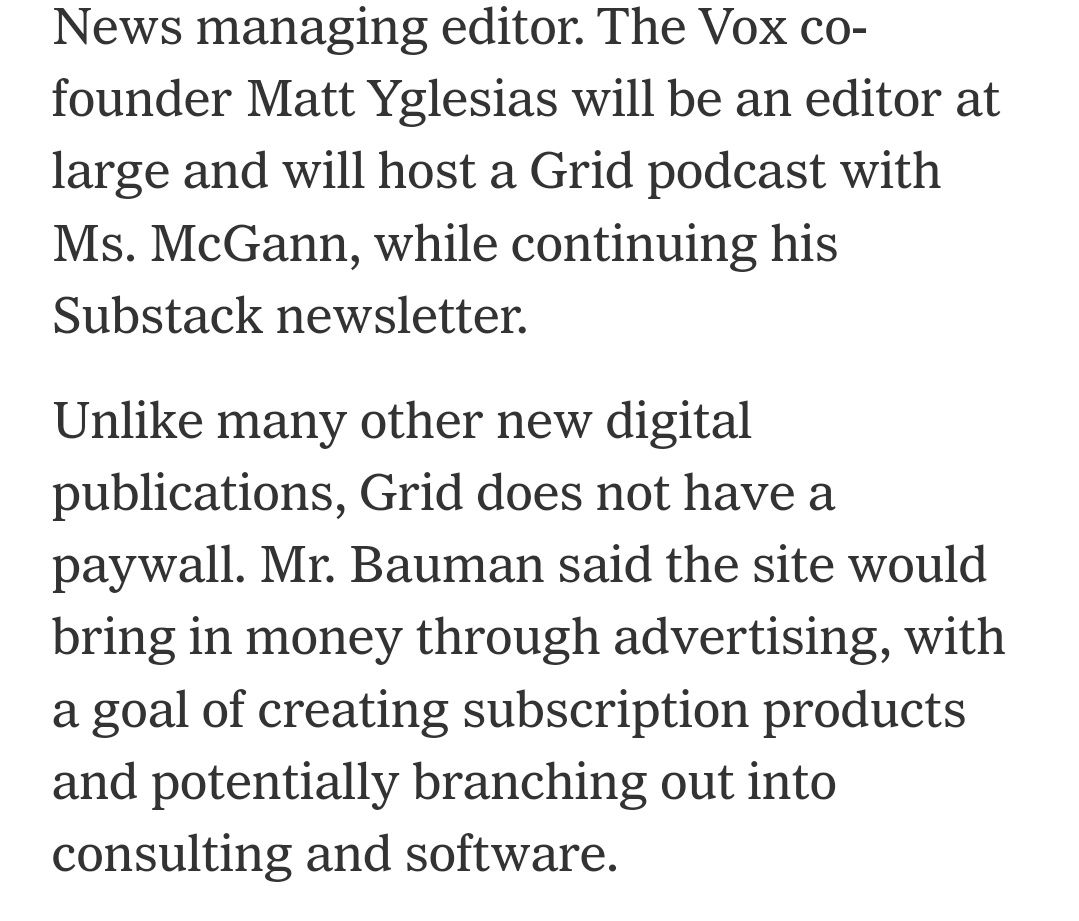 News managing editor. The Vox co-
founder Matt Yglesias will be an editor at
large and will host a Grid podcast with
Ms. McGann, while continuing his
Substack newsletter.
Unlike many other new digital
publications, Grid does not have a
paywall. Mr. Bauman said the site would
bring in money through advertising, with
a goal of creating subscription products
and potentially branching out into
consulting and software.